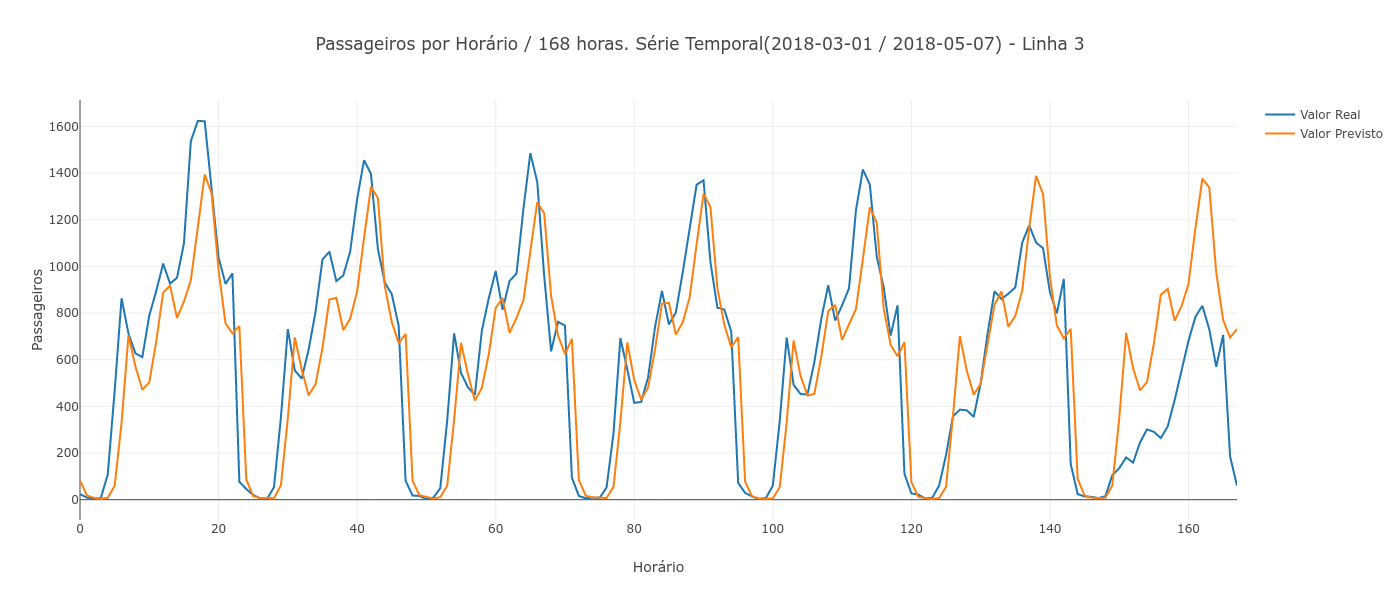 Passageiros por Horário / 168 horas. Série Temporal(2018-03-01 / 2018-05-07) - Linha 3
Valor Real
Valor Previsto
Passageiros
1600
1400
1200
1000
800
600
400
200
0
0 20 40 60 80 100 120 140 160
Horário